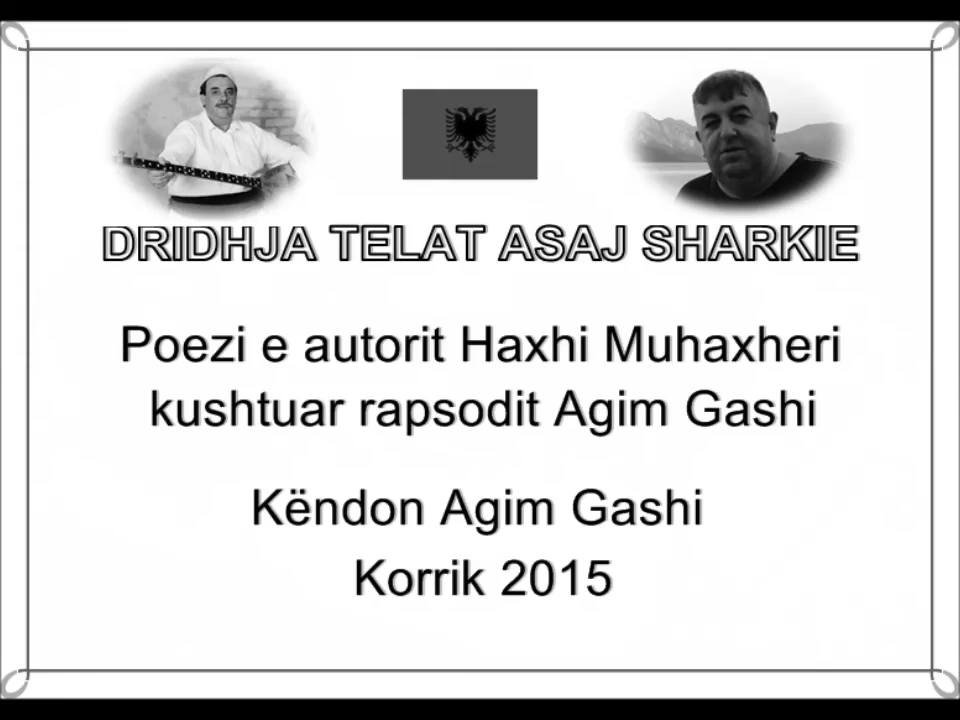 DRIDHJA TELAT ASAJ SHARKIE
Poezi e autorit Haxhi Muhaxheri
kushtuar rapsodit Agim Gashi
Këndon Agim Gashi
Korrik 2015